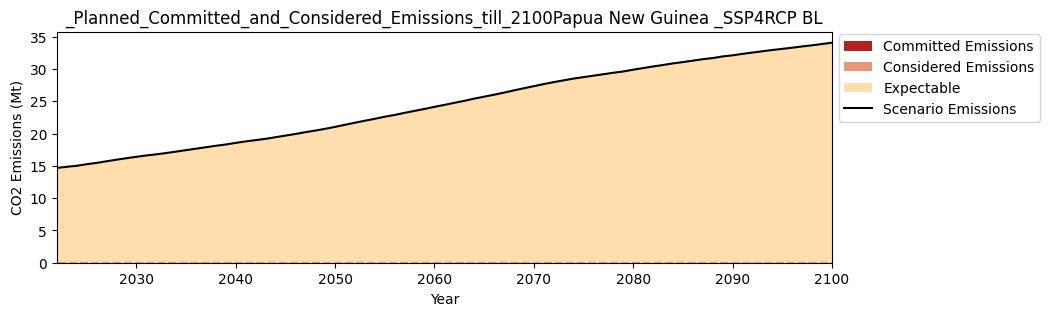 _Planned_Committed_and_Considered_Emissions_till_2100Papua New Guinea _SSP4RCP BL
35
30
25
20
15
10
5
0
CO2 Emissions (Mt)
2030 2040 2050 2060 2070 2080 2090 2100
Year
Committed Emissions
Considered Emissions
Expectable
Scenario Emissions